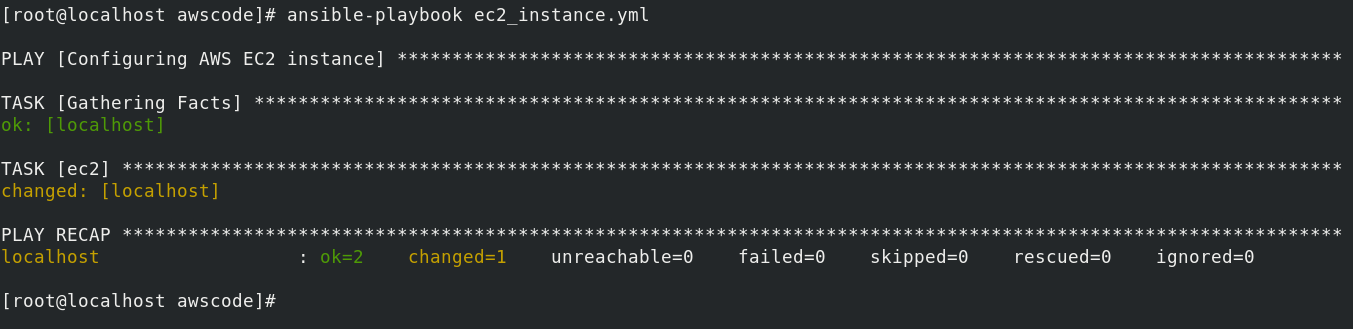 [root@localhost awscode]# ansible-playbook ec2_instance.yml
PLAY [Configuring AWS EC2 instance] **************************************************************************************
TASK [Gathering Facts] ***************************************************************************************************
ok: [localhost]
TASK [ec2] ***************************************************************************************************************
changed: [localhost]
PLAY RECAP ***************************************************************************************************************
localhost                  : ok=2    changed=1    unreachable=0    failed=0    skipped=0    rescued=0    ignored=0
[root@localhost awscode]#